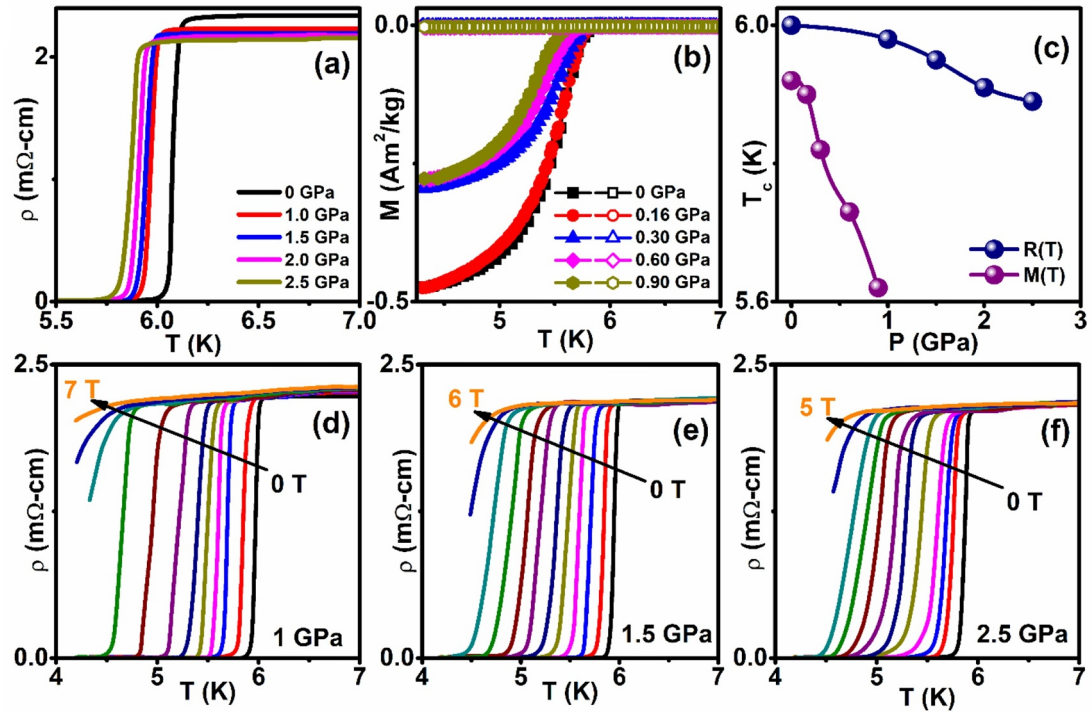 (a)
2
0
ρ (mΩ-cm)
0 GPa
1.0 GPa
1.5 GPa
2.0 GPa
2.5 GPa
5.5 6.0 6.5 7.0
T (K)
(b)
0.0
-0.5
M (Am²/kg)
0 GPa
0.16 GPa
0.30 GPa
0.60 GPa
0.90 GPa
5 6 7
T (K)
(c)
6.0
5.6
T_c (K)
R(T)
M(T)
0 1 2 3
P (GPa)
(d)
2.5
0.0
ρ (mΩ-cm)
7 T
0 T
1 GPa
4 5 6 7
T (K)
(e)
2.5
0.0
ρ (mΩ-cm)
6 T
0 T
1.5 GPa
4 5 6 7
T (K)
(f)
2.5
0.0
ρ (mΩ-cm)
5 T
0 T
2.5 GPa
4 5 6 7
T (K)